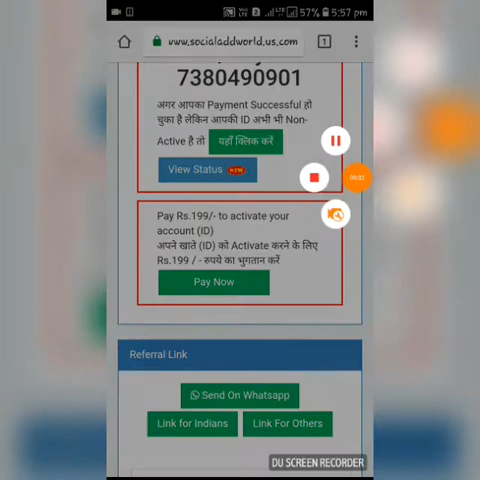 57% 5:57 pm
www.socialaddworld.us.com
1
7380490901
अगर आपका Payment Successful हो
चुका है लेकिन आपकी ID अभी भी Non-
Active है तो यहाँ क्लिक करें
View Status NEW
Pay Rs.199/- to activate your
account (ID)
अपने खाते (ID) को Activate करने के लिए
Rs.199 / - रुपये का भुगतान करें
Pay Now
Referral Link
Send On Whatsapp
Link for Indians Link For Others
DU SCREEN RECORDER